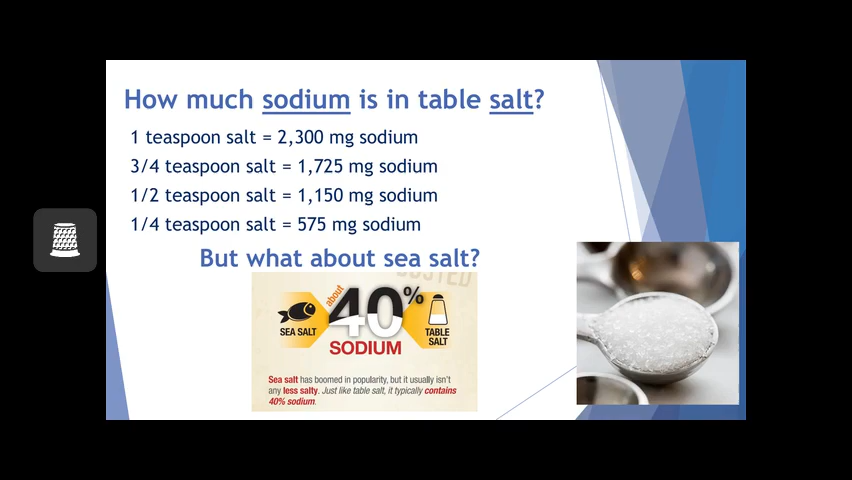 How much sodium is in table salt?
1 teaspoon salt = 2,300 mg sodium
3/4 teaspoon salt = 1,725 mg sodium
1/2 teaspoon salt = 1,150 mg sodium
1/4 teaspoon salt = 575 mg sodium
But what about sea salt?
about
40%
SEA SALT
TABLE
SALT
SODIUM
Sea salt has boomed in popularity, but it usually isn't
any less salty. Just like table salt, it typically contains
40% sodium.